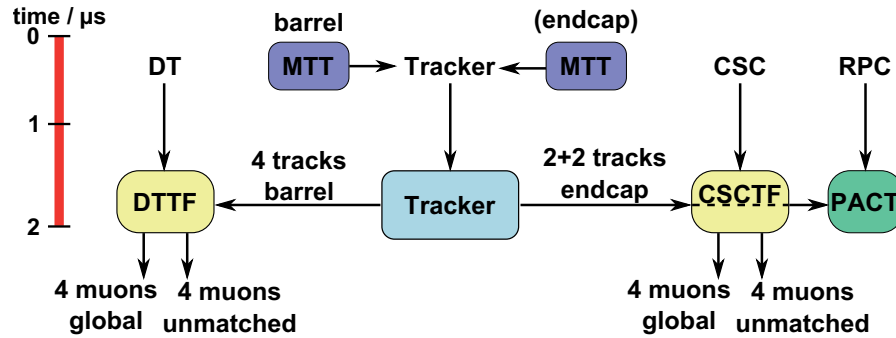 time / µs
0
1
2
barrel
(endcap)
DT
MTT
Tracker
MTT
CSC
RPC
4 tracks
barrel
2+2 tracks
endcap
DTTF
Tracker
CSCTF
PACT
4 muons
global
4 muons
unmatched
4 muons
global
4 muons
unmatched